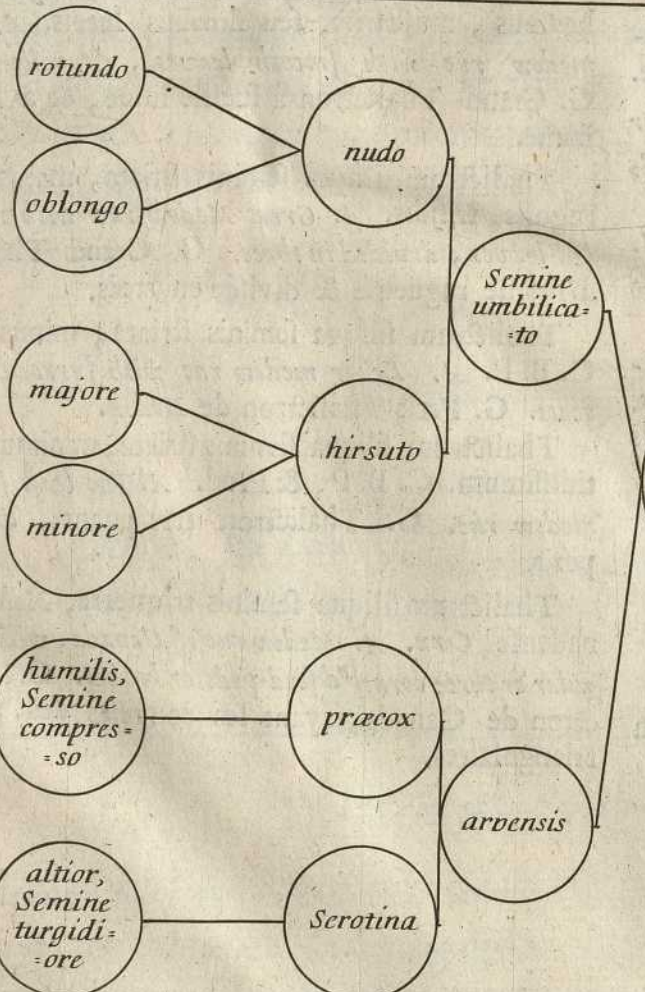 rotundo
nudo
oblongo
Semine
umbilica=
=to
majore
hirsuto
minore
humilis,
Semine
compres=
=so
præcox
arvensis
altior,
Semine
turgidi=
=ore
Serotina